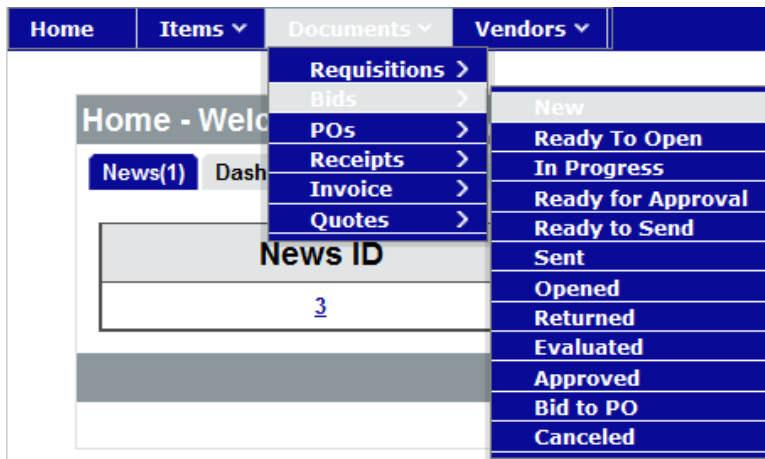 Home Items Documents Vendors
Requisitions
Bids
POs
Receipts
Invoice
Quotes
New
Ready To Open
In Progress
Ready for Approval
Ready to Send
Sent
Opened
Returned
Evaluated
Approved
Bid to PO
Canceled
Home - Welc
News(1) Dash
News ID
3